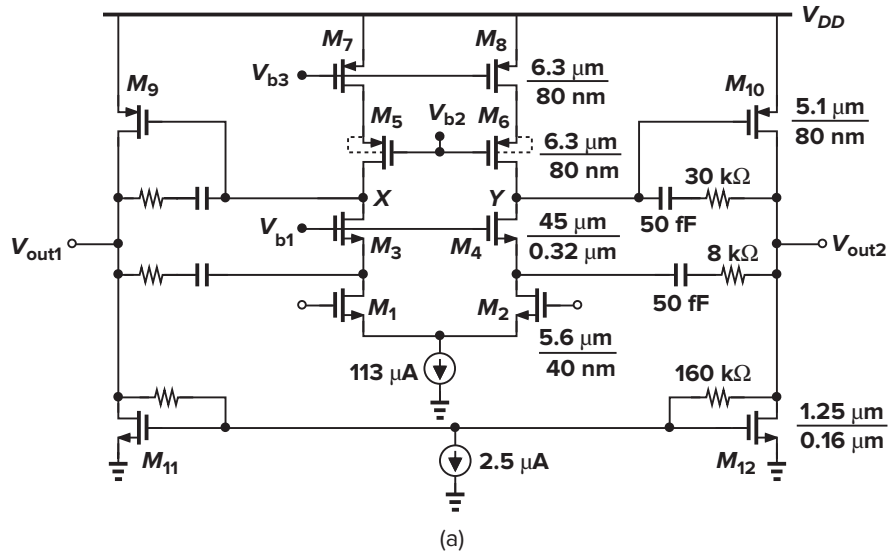 V_DD
M_7
M_8
M_9
V_b3
6.3 μm
80 nm
M_10
5.1 μm
80 nm
M_5
V_b2
M_6
6.3 μm
80 nm
30 kΩ
X
Y
50 fF
V_out1
V_b1
M_3
M_4
45 μm
0.32 μm
8 kΩ
V_out2
50 fF
M_1
M_2
5.6 μm
40 nm
113 μA
160 kΩ
1.25 μm
0.16 μm
M_11
2.5 μA
M_12
(a)